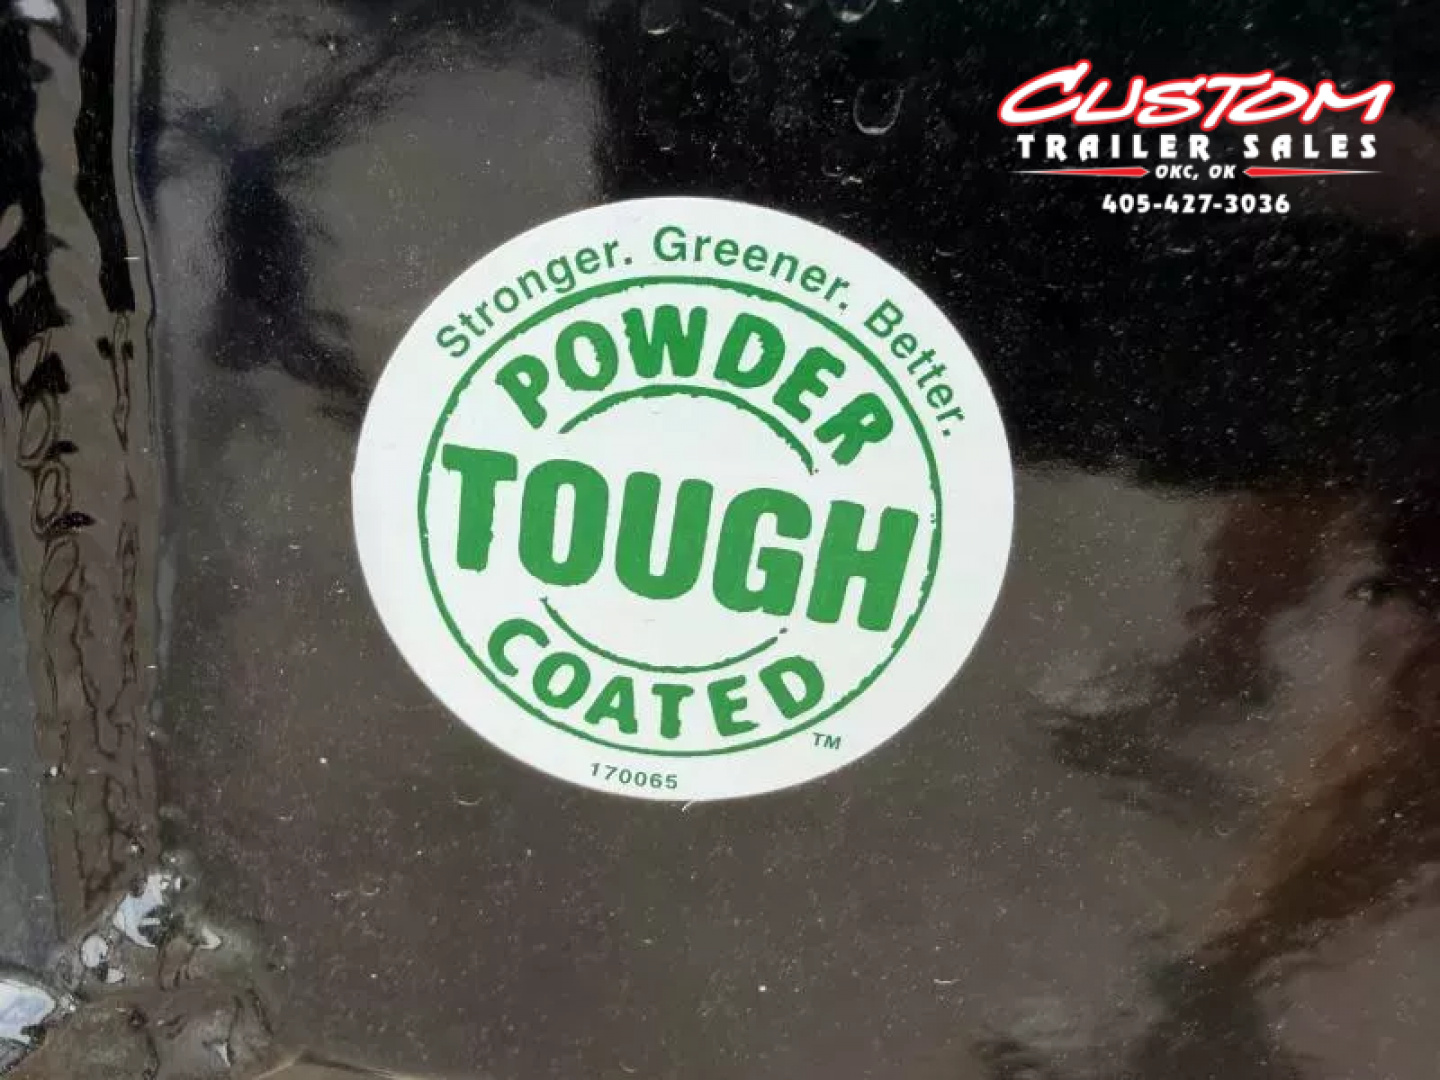 CUSTOM
TRAILER SALES
OKC, OK
405-427-3036
Stronger. Greener. Better.
POWDER
TOUGH
COATED
TM
170065